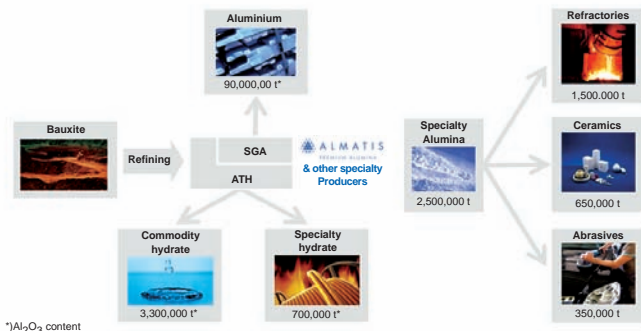 Aluminium
90,000,00 t*
Bauxite
Refining
SGA
ATH
ALMATIS
PREMIUM ALUMINA
& other specialty
Producers
Commodity
hydrate
3,300,000 t*
Specialty
hydrate
700,000 t*
Specialty
Alumina
2,500,000 t
Refractories
1,500.000 t
Ceramics
650,000 t
Abrasives
350,000 t
*)Al₂O₃ content